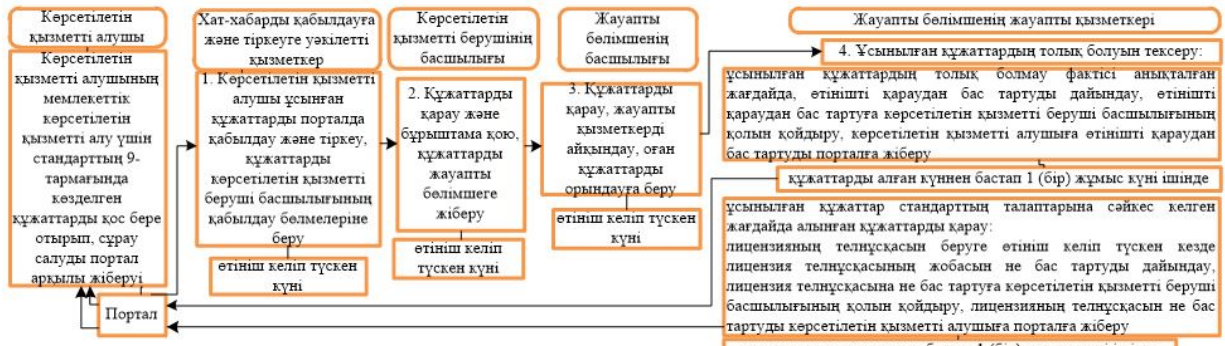 Көрсетілетін
қызметті алушы
Көрсетілетін
қызметті алушының
мемлекеттік
көрсетілетін
қызметті алу үшін
стандарттың 9-
тармағында
көзделген
құжаттарды қос бере
отырып, сұрау
салуды портал
арқылы жіберуі
Портал
Хат-хабарды қабылдауға
және тіркеуге уәкілетті
қызметкер
1. Көрсетілетін қызметті
алушы ұсынған
құжаттарды порталда
қабылдау және тіркеу,
құжаттарды
көрсетілетін қызметті
беруші басшылығының
қабылдау бөлмелеріне
беру
өтініш келіп түскен
күні
Көрсетілетін
қызметті берушінің
басшылығы
2. Құжаттарды
қарау және
бұрыштама қою,
құжаттарды
жауапты
бөлімшеге
жіберу
өтініш келіп
түскен күні
Жауапты
бөлімшенің
басшылығы
3. Құжаттарды
қарау, жауапты
қызметкерді
айқындау, оған
құжаттарды
орындауға беру
өтініш келіп түскен
күні
Жауапты бөлімшенің жауапты қызметкері
4. Ұсынылған құжаттардың толық болуын тексеру:
ұсынылған құжаттардың толық болмау фактісі анықталған
жағдайда, өтінішті қараудан бас тартуды дайындау, өтінішті
қараудан бас тартуға көрсетілетін қызметті беруші басшылығының
қолын қойдыру, көрсетілетін қызметті алушыға өтінішті қараудан
бас тартуды порталға жіберу
құжаттарды алған күннен бастап 1 (бір) жұмыс күні ішінде
ұсынылған құжаттар стандарттың талаптарына сәйкес келген
жағдайда алынған құжаттарды қарау:
лицензияның телнұсқасын беруге өтініш келіп түскен кезде
лицензия телнұсқасының жобасын не бас тартуды дайындау,
лицензия телнұсқасына не бас тартуға көрсетілетін қызметті беруші
басшылығының қолын қойдыру, лицензияның телнұсқасын не бас
тартуды көрсетілетін қызметті алушыға порталға жіберу